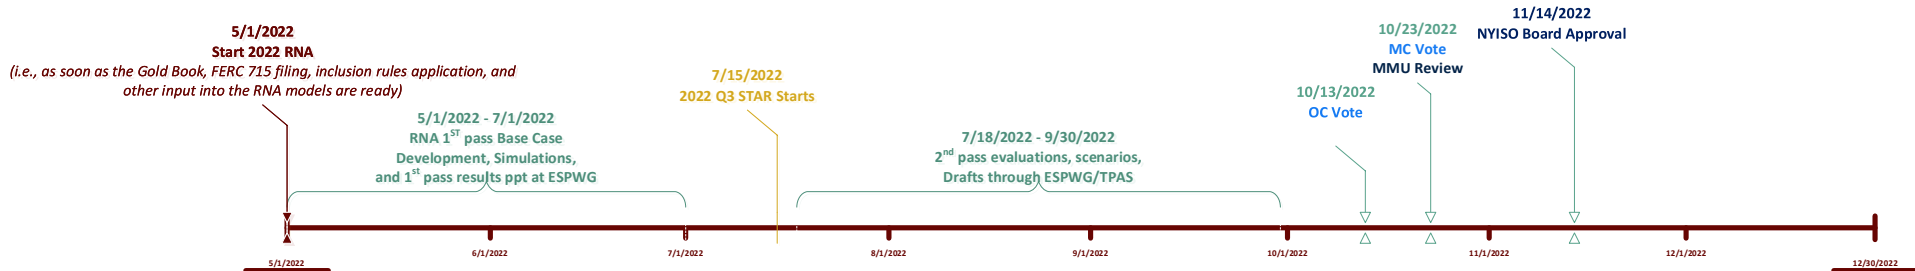 5/1/2022
Start 2022 RNA
(i.e., as soon as the Gold Book, FERC 715 filing, inclusion rules application, and
other input into the RNA models are ready)
5/1/2022 - 7/1/2022
RNA 1ST pass Base Case
Development, Simulations,
and 1st pass results ppt at ESPWG
7/15/2022
2022 Q3 STAR Starts
7/18/2022 - 9/30/2022
2nd pass evaluations, scenarios,
Drafts through ESPWG/TPAS
10/13/2022
OC Vote
10/23/2022
MC Vote
MMU Review
11/14/2022
NYISO Board Approval
5/1/2022
6/1/2022
7/1/2022
8/1/2022
9/1/2022
10/1/2022
11/1/2022
12/1/2022
12/30/2022